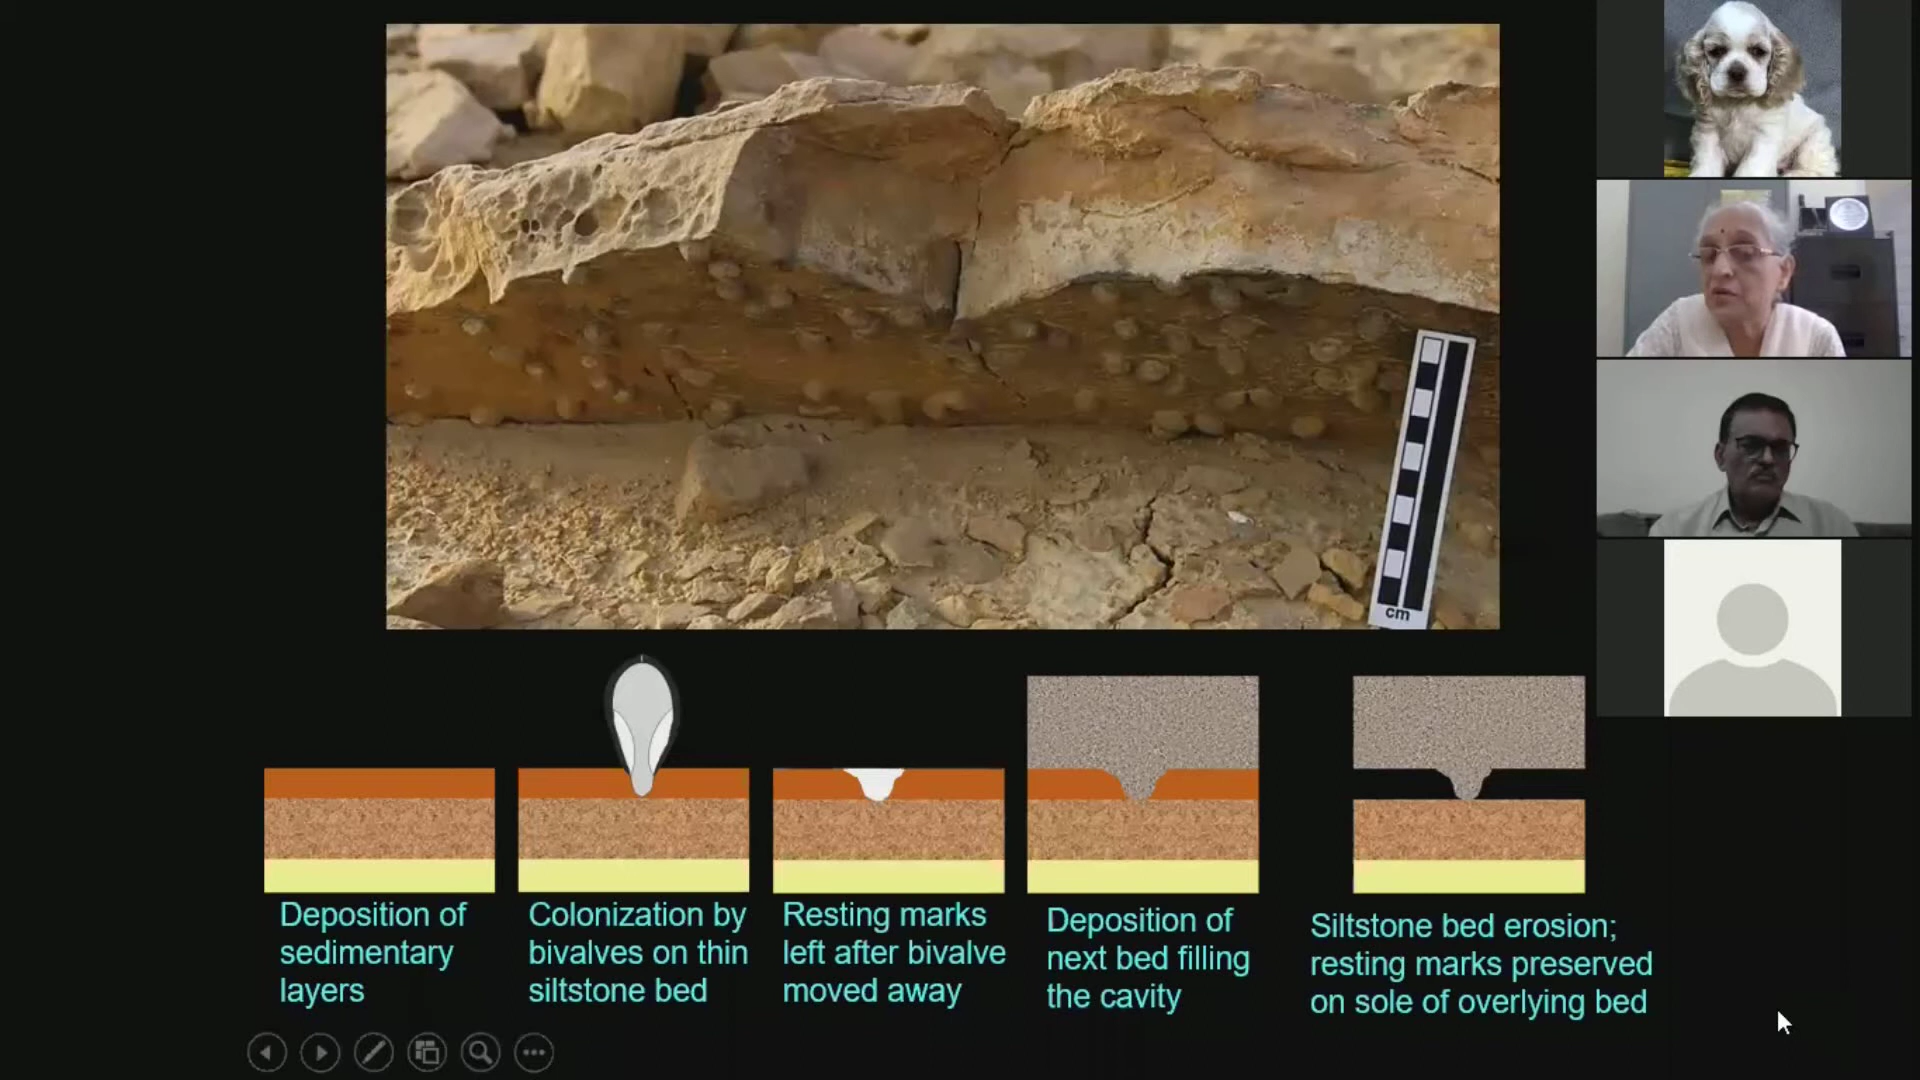 cm
Deposition of
sedimentary
layers
Colonization by
bivalves on thin
siltstone bed
Resting marks
left after bivalve
moved away
Deposition of
next bed filling
the cavity
Siltstone bed erosion;
resting marks preserved
on sole of overlying bed